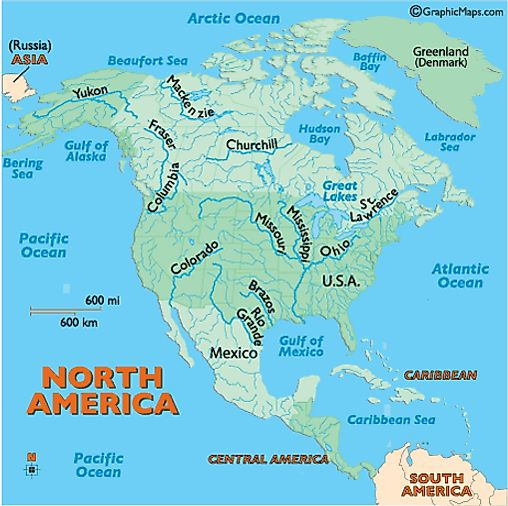 ©GraphicMaps.com
Arctic Ocean
(Russia)
ASIA
Beaufort Sea
Baffin
Bay
Greenland
(Denmark)
Yukon
Mackenzie
Fraser
Gulf of
Alaska
Bering
Sea
Churchill
Hudson
Bay
Labrador
Sea
Columbia
Great
Lakes
St.
Lawrence
Pacific
Ocean
Colorado
Missouri
Mississippi
Ohio
U.S.A.
Atlantic
Ocean
Brazos
Rio
Grande
600 mi
600 km
Mexico
Gulf of
Mexico
NORTH
AMERICA
CARIBBEAN
Caribbean Sea
N
Pacific
Ocean
CENTRAL AMERICA
SOUTH
AMERICA